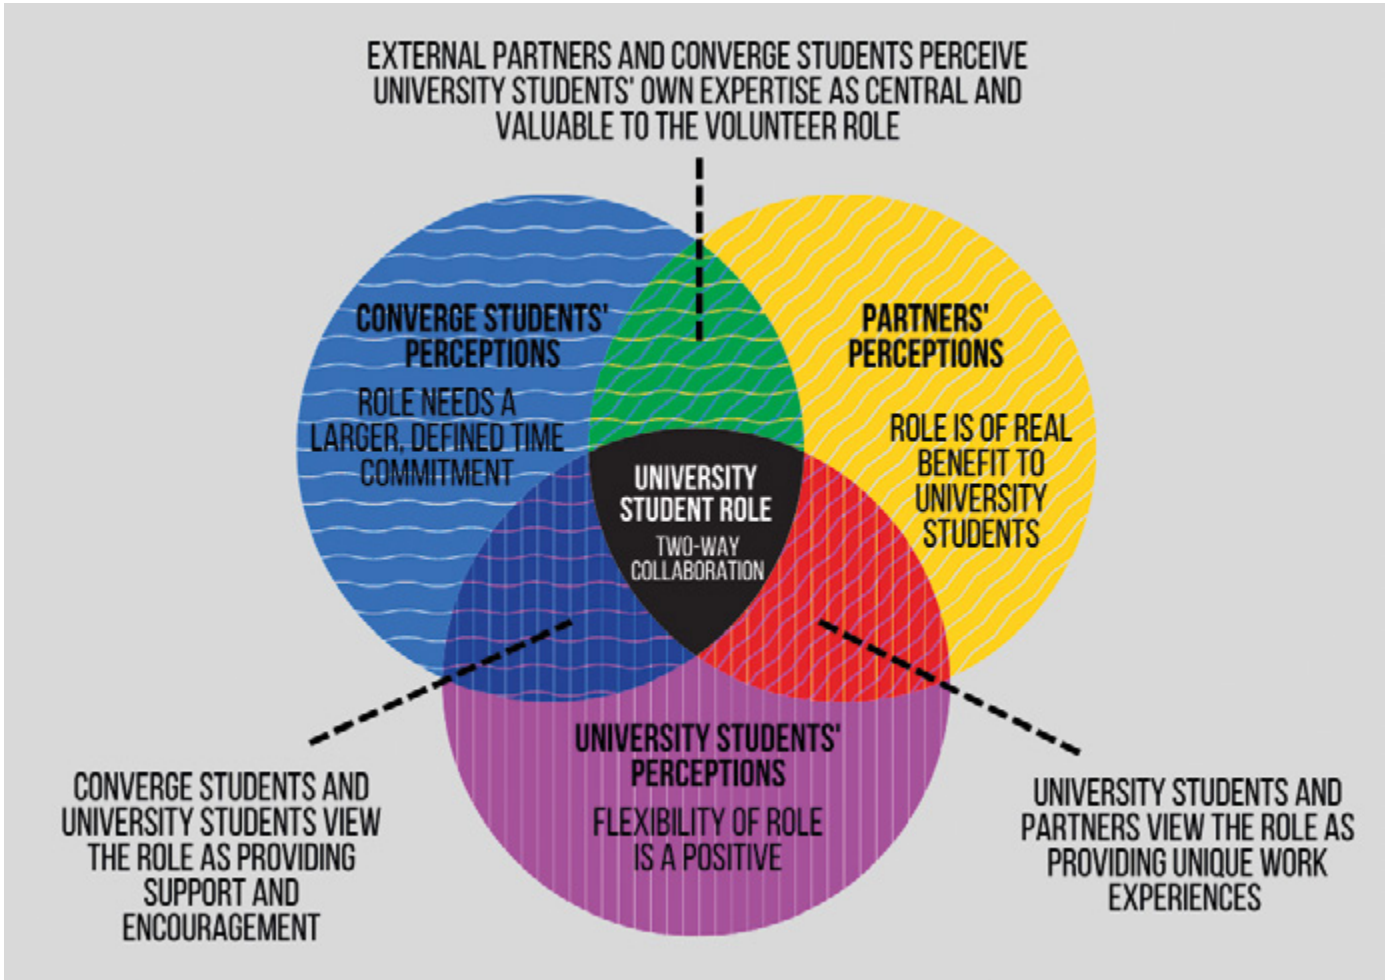 EXTERNAL PARTNERS AND CONVERGE STUDENTS PERCEIVE
UNIVERSITY STUDENTS' OWN EXPERTISE AS CENTRAL AND
VALUABLE TO THE VOLUNTEER ROLE
CONVERGE STUDENTS'
PERCEPTIONS
ROLE NEEDS A
LARGER, DEFINED TIME
COMMITMENT
PARTNERS'
PERCEPTIONS
ROLE IS OF REAL
BENEFIT TO
UNIVERSITY
STUDENTS
UNIVERSITY
STUDENT ROLE
TWO-WAY
COLLABORATION
UNIVERSITY STUDENTS'
PERCEPTIONS
FLEXIBILITY OF ROLE
IS A POSITIVE
CONVERGE STUDENTS AND
UNIVERSITY STUDENTS VIEW
THE ROLE AS PROVIDING
SUPPORT AND
ENCOURAGEMENT
UNIVERSITY STUDENTS AND
PARTNERS VIEW THE ROLE AS
PROVIDING UNIQUE WORK
EXPERIENCES